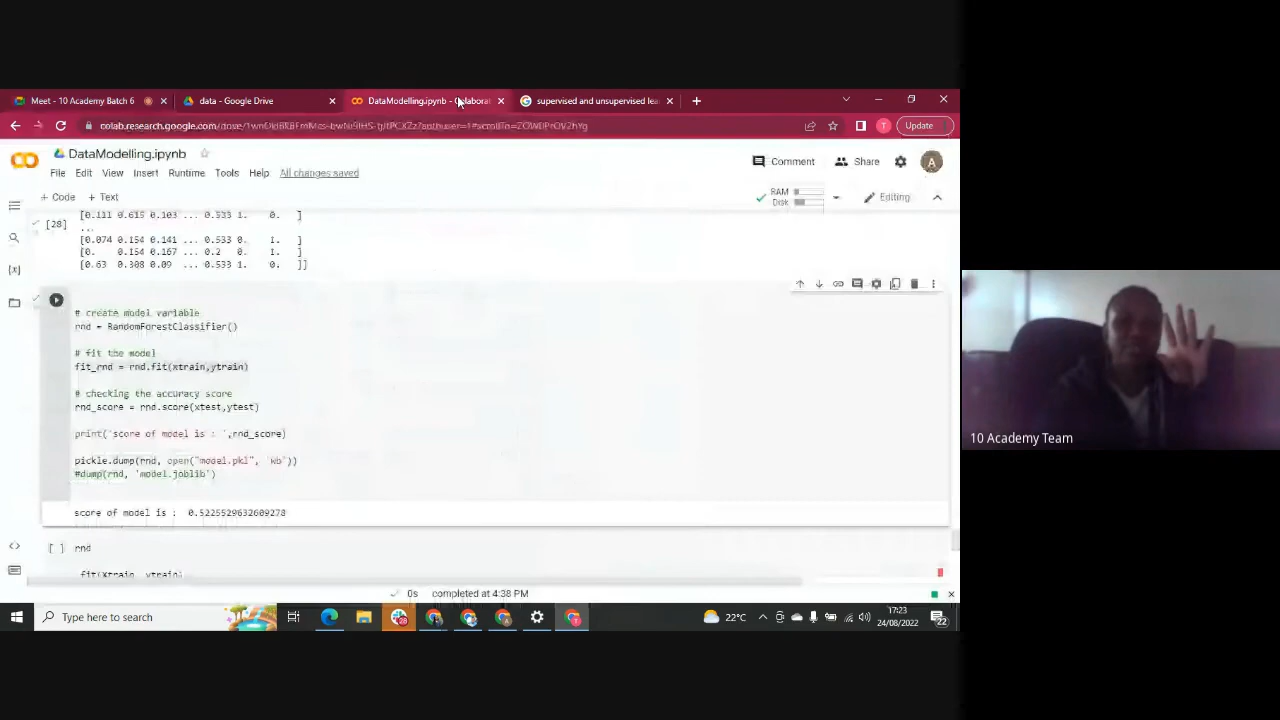 Meet - 10 Academy Batch 6
data - Google Drive
DataModelling.ipynb - Colaborat
supervised and unsupervised lea
Update
DataModelling.ipynb
File Edit View Insert Runtime Tools Help All changes saved
Comment
Share
A
+ Code + Text
RAM
Disk
Editing
[0.111 0.615 0.103 ... 0.533 1. 0. ]
[28]
...
[0.074 0.154 0.141 ... 0.533 0. 1. ]
[0. 0.154 0.167 ... 0.2 0. 1. ]
[0.63 0.308 0.09 ... 0.533 1. 0. ]]
# create model variable
rnd = RandomForestClassifier()
# fit the model
fit_rnd = rnd.fit(xtrain,ytrain)
# checking the accuracy score
rnd_score = rnd.score(xtest,ytest)
print('score of model is : ',rnd_score)
pickle.dump(rnd, open("model.pkl", 'wb'))
#dump(rnd, 'model.joblib')
score of model is : 0.5225529632609278
[ ] rnd
fit(Xtrain, ytrain)
0s completed at 4:38 PM
Type here to search
28
22°C
17:23
24/08/2022
22
10 Academy Team